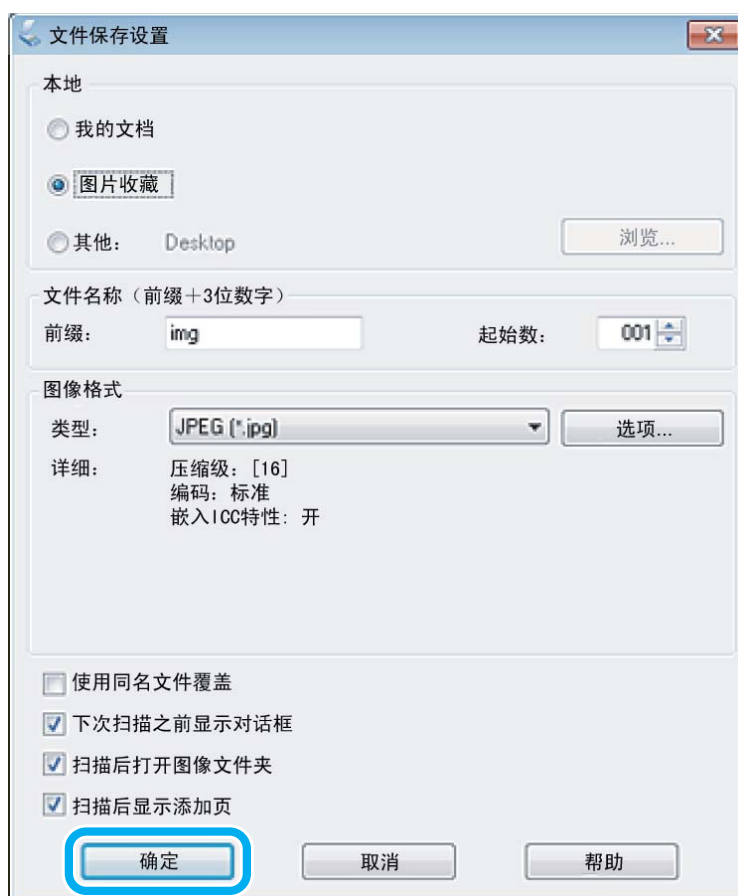 文件保存设置
本地
我的文档
图片收藏
其他： Desktop 浏览...
文件名称（前缀＋3位数字）
前缀： img 起始数： 001
图像格式
类型： JPEG (*.jpg) 选项...
详细： 压缩级：[16]
编码：标准
嵌入ICC特性：开
使用同名文件覆盖
下次扫描之前显示对话框
扫描后打开图像文件夹
扫描后显示添加页
确定 取消 帮助